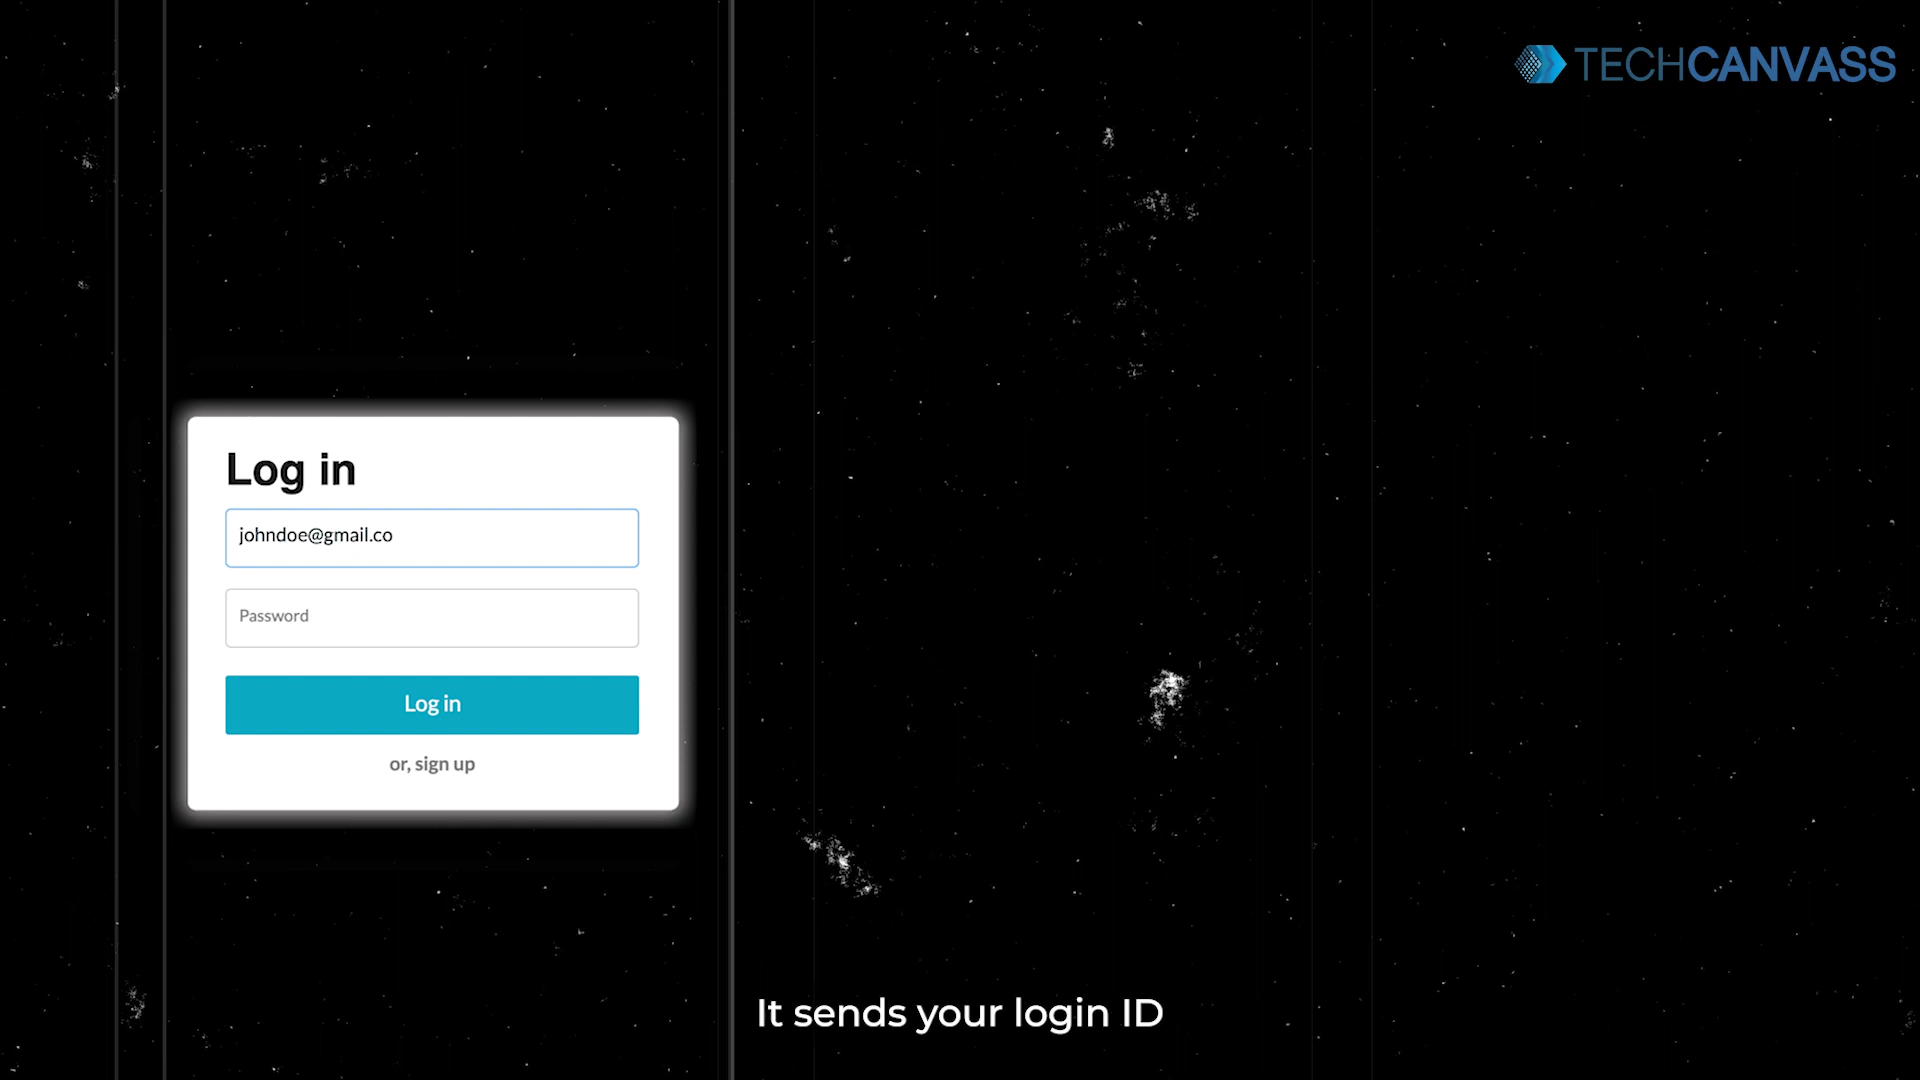 TECHCANVASS
Log in
johndoe@gmail.co
Password
Log in
or, sign up
It sends your login ID